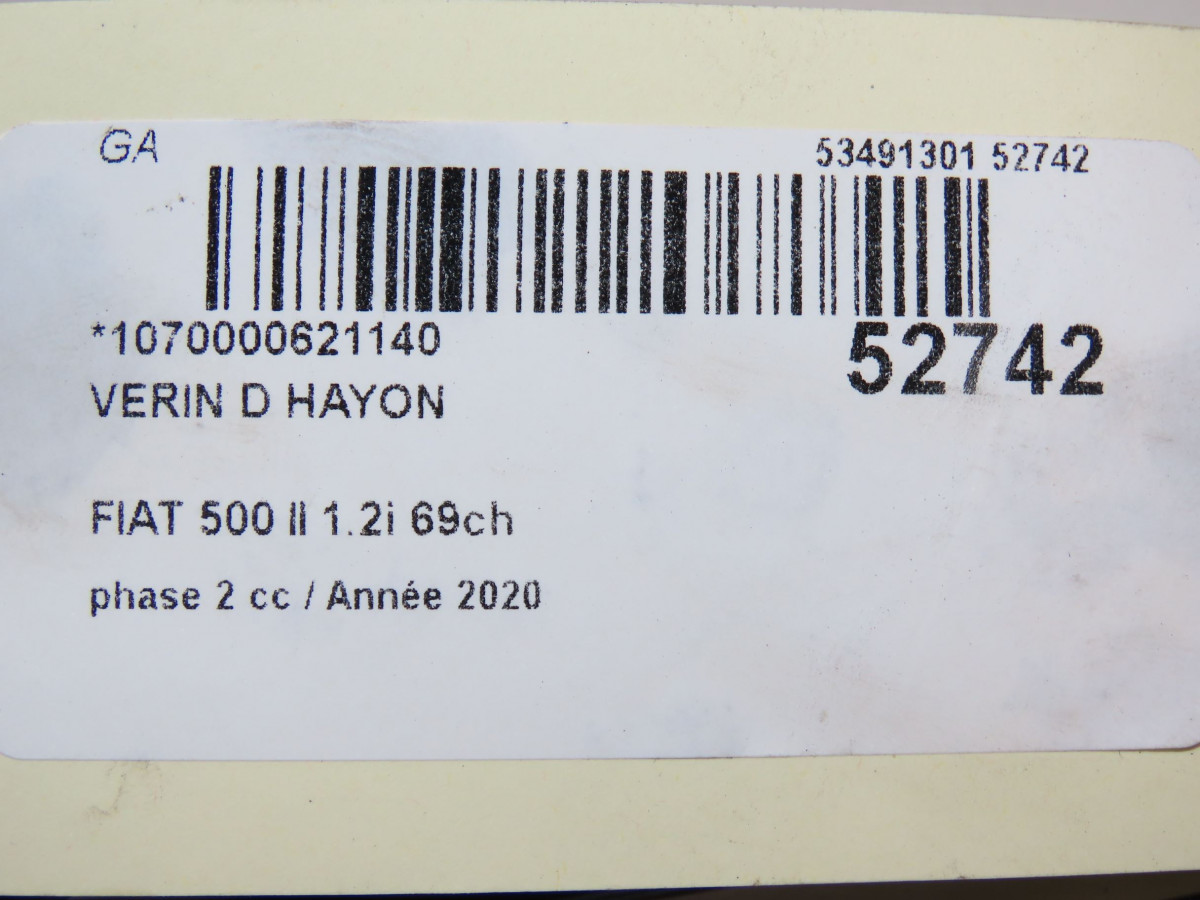 GA
53491301 52742
*1070000621140
52742
VERIN D HAYON
FIAT 500 II 1.2i 69ch
phase 2 cc / Année 2020